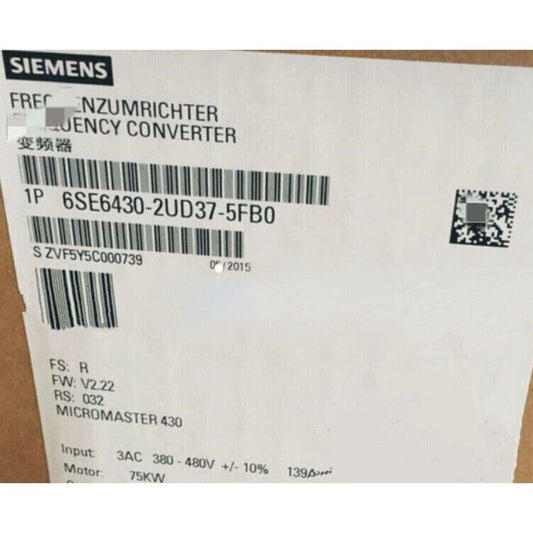 SIEMENS
FREQUENZUMRICHTER
FREQUENCY CONVERTER
变频器
1P 6SE6430-2UD37-5FB0
S ZVF5Y5C000739
/2015
FS: R
FW: V2.22
RS: 032
MICROMASTER 430
Input: 3AC 380 - 480V +/- 10% 139A
Motor: 75KW